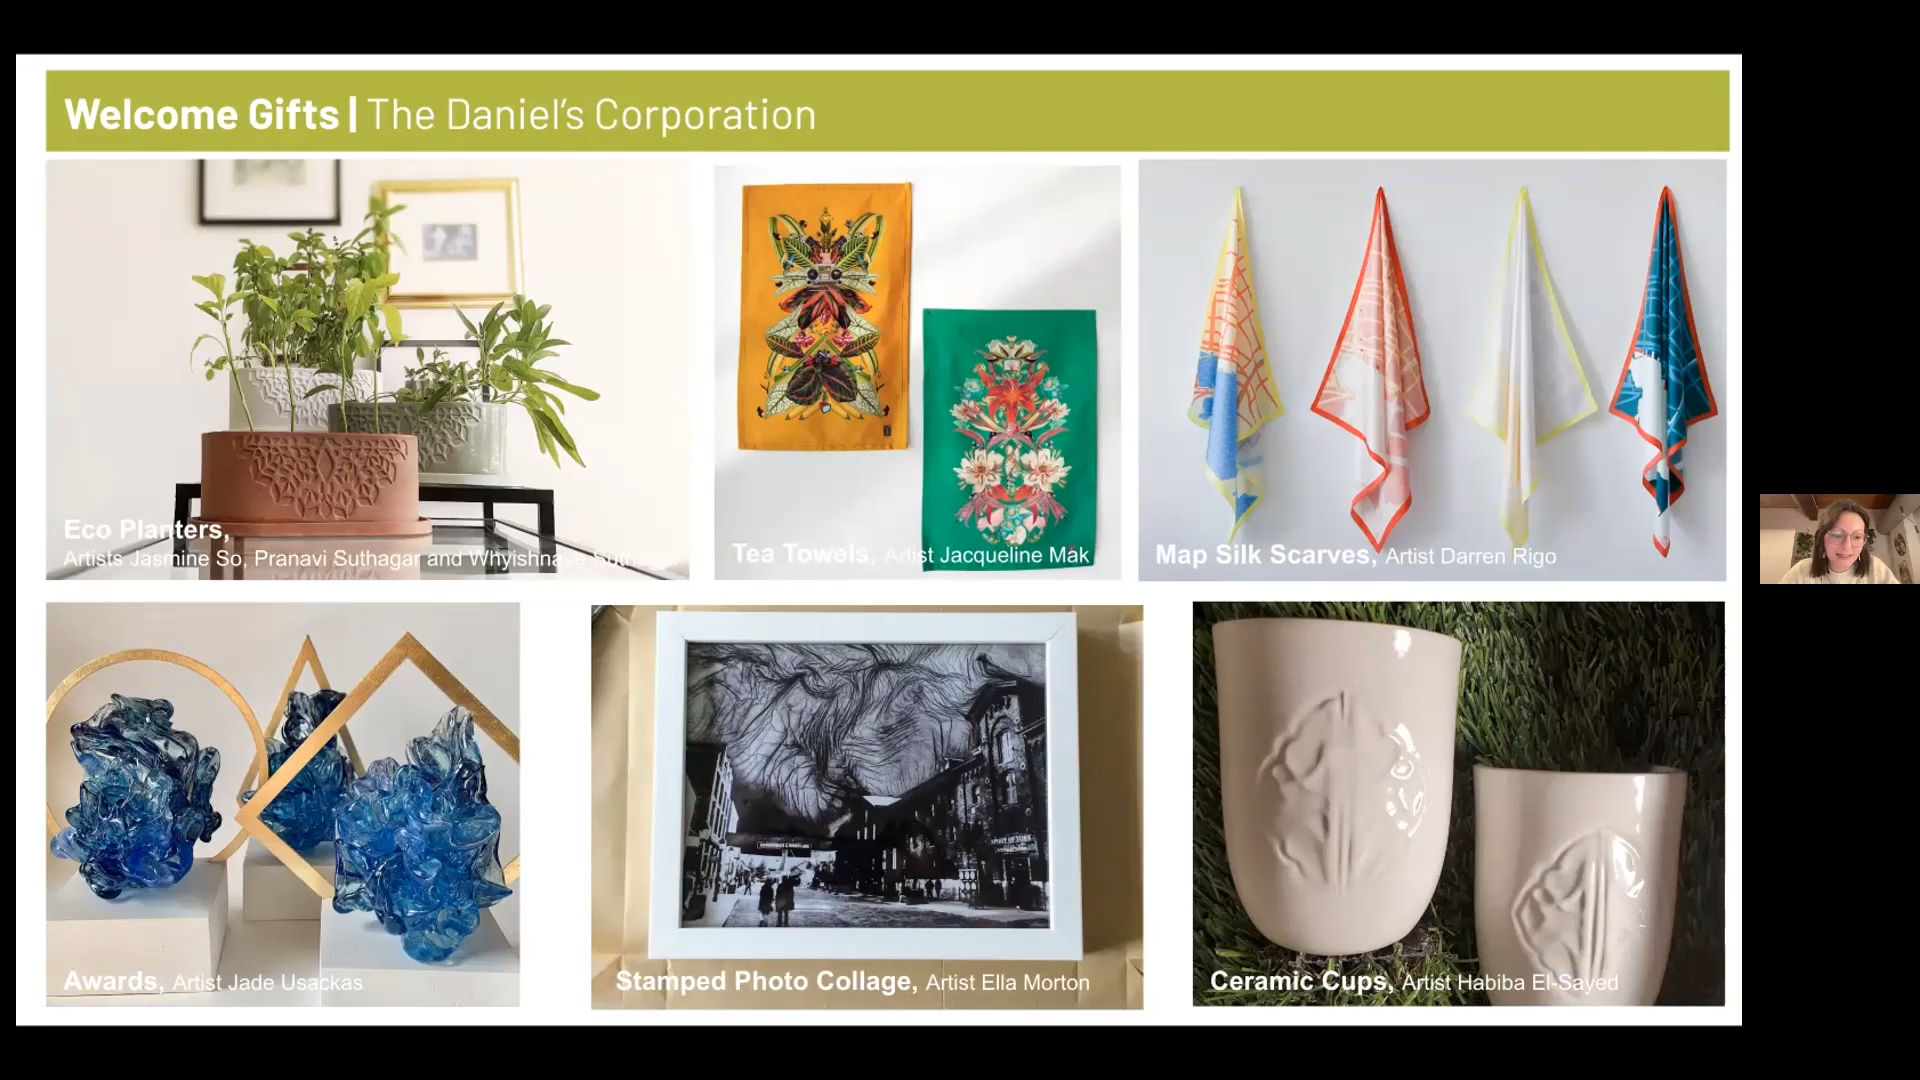 Welcome Gifts | The Daniel's Corporation
Eco Planters,
Artists Jasmine So, Pranavi Suthagar and Whyishnave
Tea Towels, Artist Jacqueline Mak
Map Silk Scarves, Artist Darren Rigo
Awards, Artist Jade Usackas
Stamped Photo Collage, Artist Ella Morton
Ceramic Cups, Artist Habiba El-Sayed